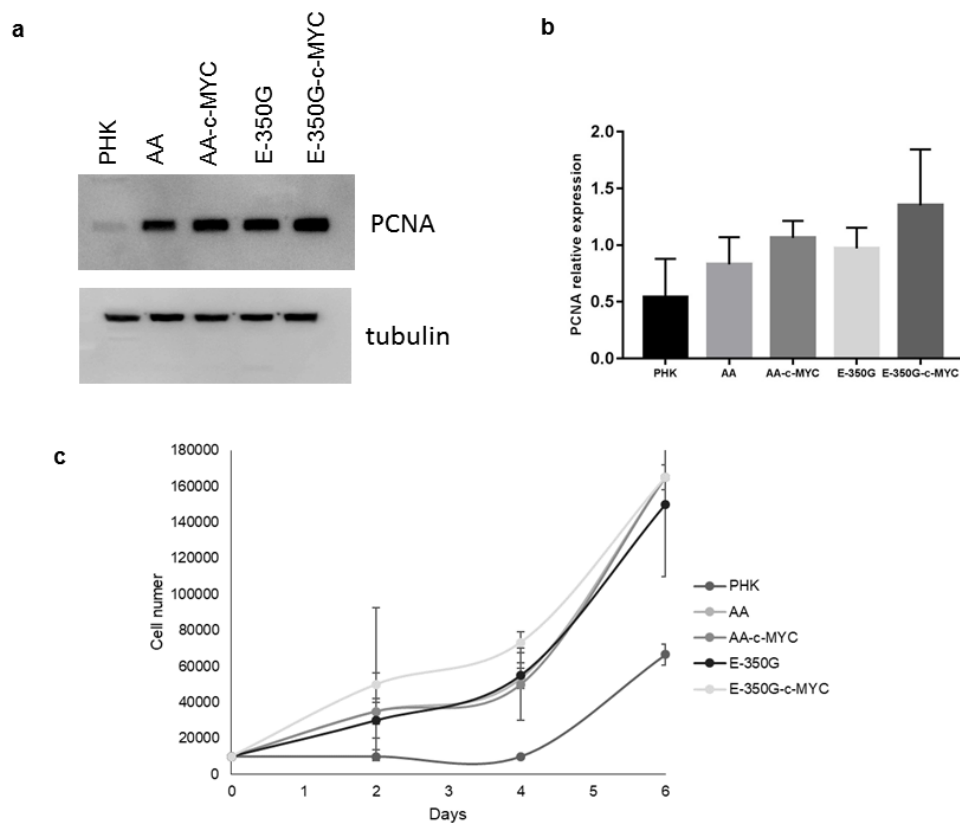 a
PHK
AA
AA-c-MYC
E-350G
E-350G-c-MYC
PCNA
tubulin
b
PCNA relative expression
2.0
1.5
1.0
0.5
0.0
PHK
AA
AA-c-MYC
E-350G
E-350G-c-MYC
c
Cell numer
180000
160000
140000
120000
100000
80000
60000
40000
20000
0
0
1
2
3
4
5
6
Days
PHK
AA
AA-c-MYC
E-350G
E-350G-c-MYC